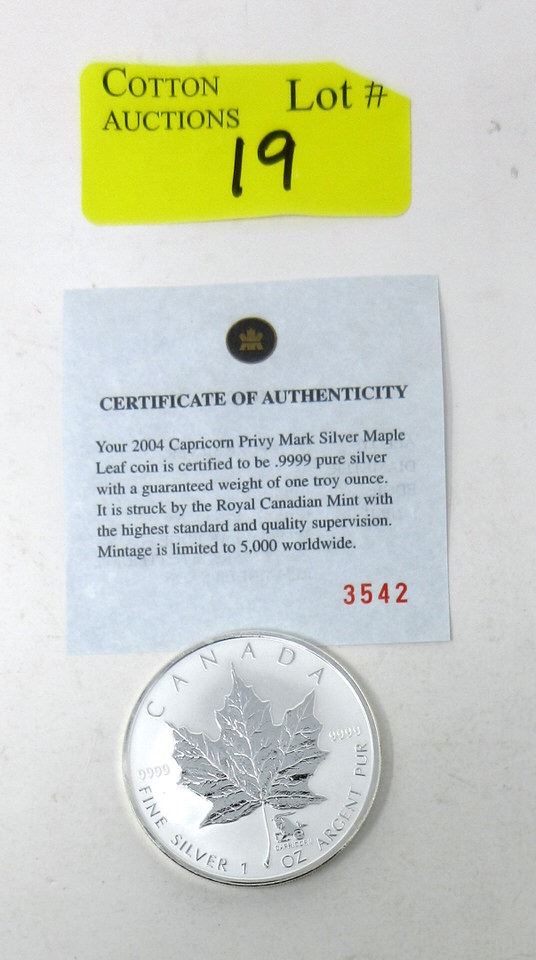 COTTON
AUCTIONS
Lot #
19
CERTIFICATE OF AUTHENTICITY
Your 2004 Capricorn Privy Mark Silver Maple
Leaf coin is certified to be .9999 pure silver
with a guaranteed weight of one troy ounce.
It is struck by the Royal Canadian Mint with
the highest standard and quality supervision.
Mintage is limited to 5,000 worldwide.
3542
CANADA
9999
9999
FINE SILVER 1 OZ ARGENT PUR
CAPRICORN